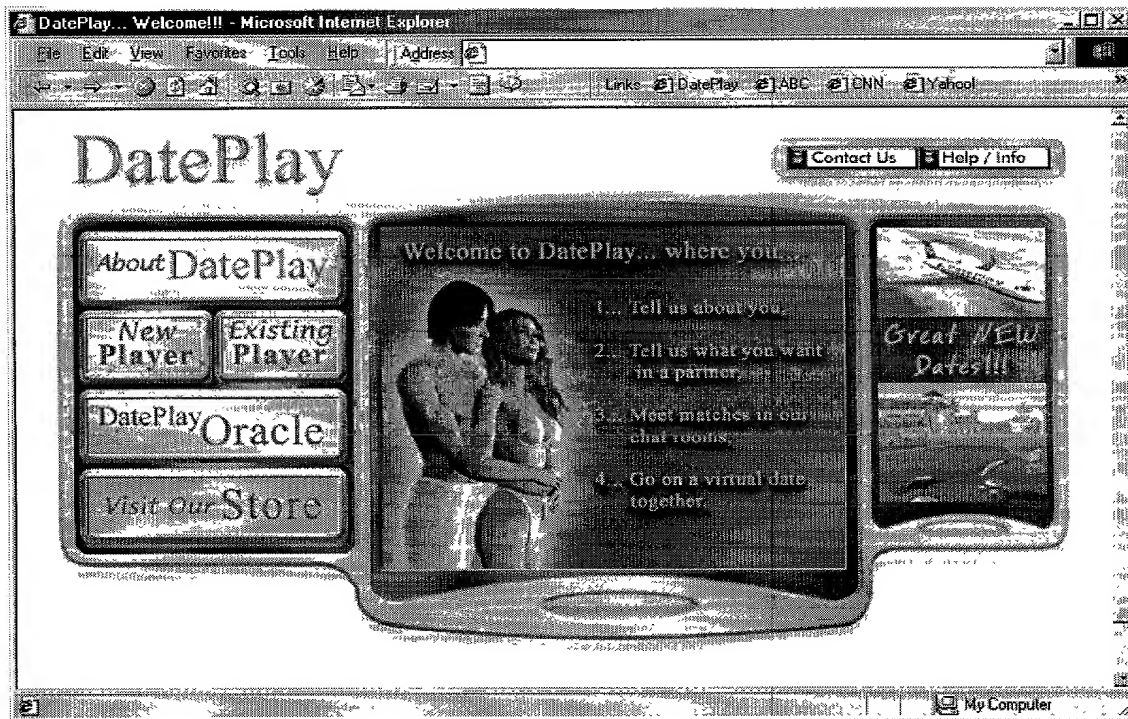 DatePlay... Welcome!!! - Microsoft Internet Explorer
File Edit View Favorites Tools Help Address
Links DatePlay ABC CNN Yahoo!
DatePlay
Contact Us Help / Info
About DatePlay
New Player
Existing Player
DatePlay Oracle
Visit Our Store
Welcome to DatePlay... where you...
1... Tell us about you,
2... Tell us what you want
in a partner,
3... Meet matches in our
chat rooms,
4... Go on a virtual date
together.
Great NEW
Dates!!!
My Computer